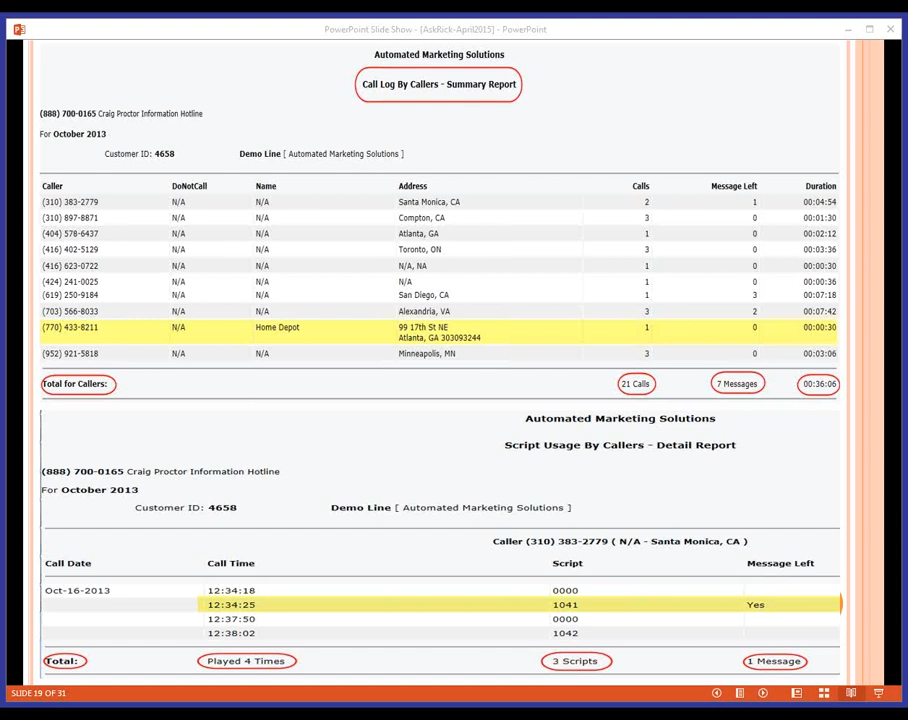 PowerPoint Slide Show - [AskRick-April2015] - PowerPoint
Automated Marketing Solutions
Call Log By Callers - Summary Report
(888) 700-0165 Craig Proctor Information Hotline
For October 2013
Customer ID: 4658 Demo Line [ Automated Marketing Solutions ]
Caller DoNotCall Name Address Calls Message Left Duration
(310) 383-2779 N/A N/A Santa Monica, CA 2 1 00:04:54
(310) 897-8871 N/A N/A Compton, CA 3 0 00:01:30
(404) 578-6437 N/A N/A Atlanta, GA 1 0 00:02:12
(416) 402-5129 N/A N/A Toronto, ON 3 0 00:03:36
(416) 623-0722 N/A N/A N/A, NA 1 0 00:00:30
(424) 241-0025 N/A N/A N/A 1 0 00:00:36
(619) 250-9184 N/A N/A San Diego, CA 1 3 00:07:18
(703) 566-8033 N/A N/A Alexandria, VA 3 2 00:07:42
(770) 433-8211 N/A Home Depot 99 17th St NE 1 0 00:00:30
Atlanta, GA 303093244
(952) 921-5818 N/A N/A Minneapolis, MN 3 0 00:03:06
Total for Callers: 21 Calls 7 Messages 00:36:06
Automated Marketing Solutions
Script Usage By Callers - Detail Report
(888) 700-0165 Craig Proctor Information Hotline
For October 2013
Customer ID: 4658 Demo Line [ Automated Marketing Solutions ]
Caller (310) 383-2779 ( N/A - Santa Monica, CA )
Call Date Call Time Script Message Left
Oct-16-2013 12:34:18 0000
12:34:25 1041 Yes
12:37:50 0000
12:38:02 1042
Total: Played 4 Times 3 Scripts 1 Message
SLIDE 19 OF 31